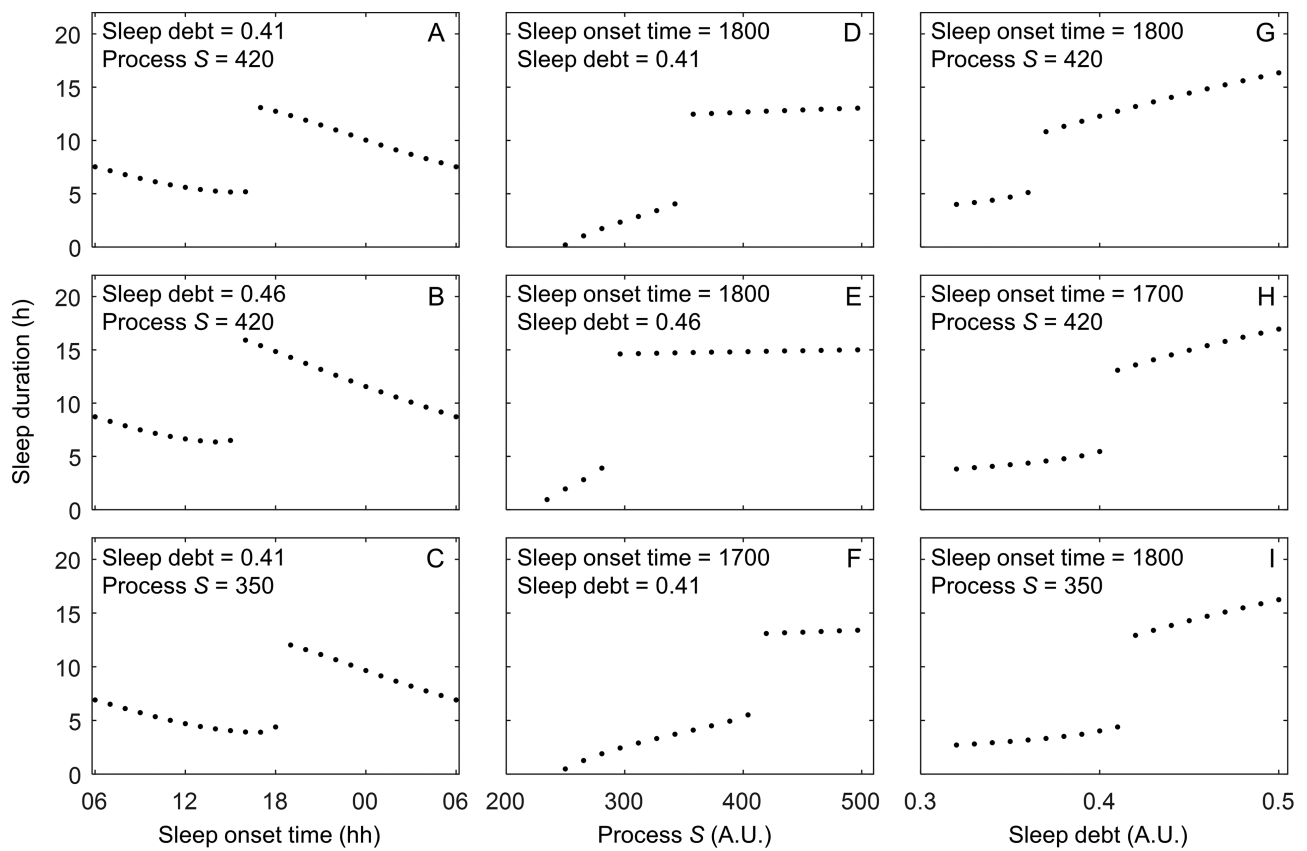 Sleep debt = 0.41
Process S = 420
A
Sleep onset time = 1800
Sleep debt = 0.41
D
Sleep onset time = 1800
Process S = 420
G
20
15
10
5
0
Sleep debt = 0.46
Process S = 420
B
Sleep onset time = 1800
Sleep debt = 0.46
E
Sleep onset time = 1700
Process S = 420
H
20
15
10
5
0
Sleep duration (h)
Sleep debt = 0.41
Process S = 350
C
Sleep onset time = 1700
Sleep debt = 0.41
F
Sleep onset time = 1800
Process S = 350
I
20
15
10
5
0
06 12 18 00 06
200 300 400 500
0.3 0.4 0.5
Sleep onset time (hh)
Process S (A.U.)
Sleep debt (A.U.)